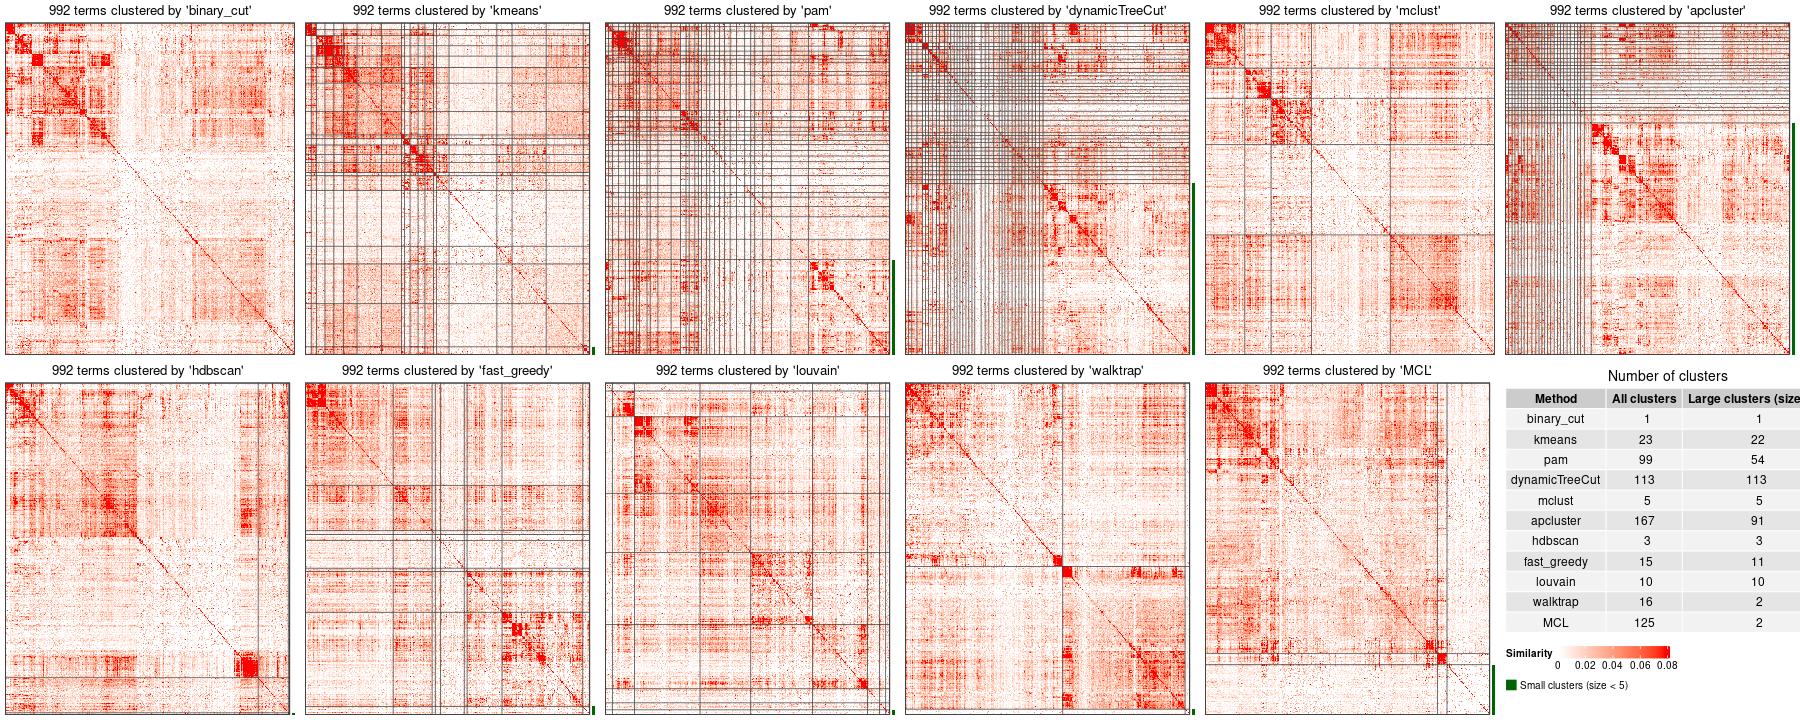 992 terms clustered by 'binary_cut'
992 terms clustered by 'kmeans'
992 terms clustered by 'pam'
992 terms clustered by 'dynamicTreeCut'
992 terms clustered by 'mclust'
992 terms clustered by 'apcluster'
992 terms clustered by 'hdbscan'
992 terms clustered by 'fast_greedy'
992 terms clustered by 'louvain'
992 terms clustered by 'walktrap'
992 terms clustered by 'MCL'
Number of clusters
Method All clusters Large clusters (size
binary_cut 1 1
kmeans 23 22
pam 99 54
dynamicTreeCut 113 113
mclust 5 5
apcluster 167 91
hdbscan 3 3
fast_greedy 15 11
louvain 10 10
walktrap 16 2
MCL 125 2
Similarity
0 0.02 0.04 0.06 0.08
Small clusters (size < 5)